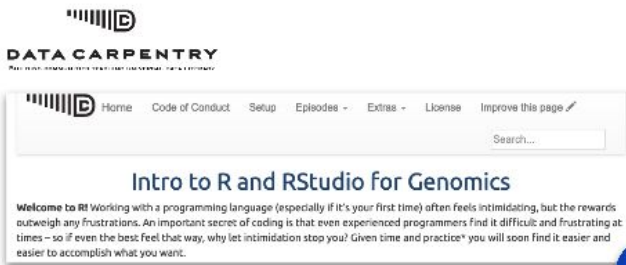 DATA CARPENTRY
Home Code of Conduct Setup Episodes Extras License Improve this page
Search...
Intro to R and RStudio for Genomics
Welcome to R! Working with a programming language (especially if it's your first time) often feels intimidating, but the rewards
outweigh any frustrations. An important secret of coding is that even experienced programmers find it difficult and frustrating at
times – so if even the best feel that way, why let intimidation stop you? Given time and practice* you will soon find it easier and
easier to accomplish what you want.